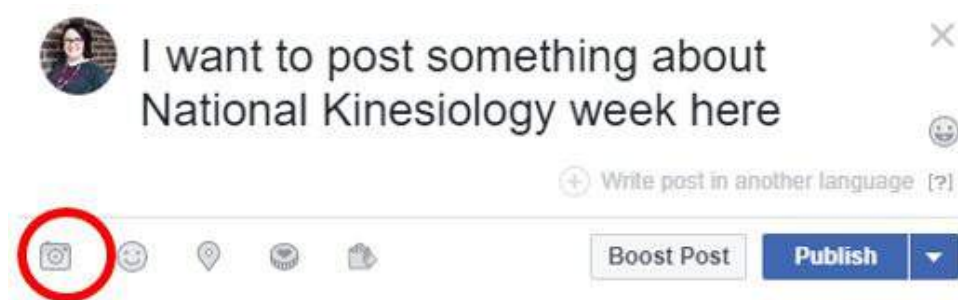 I want to post something about
National Kinesiology week here
Write post in another language [?]
Boost Post Publish